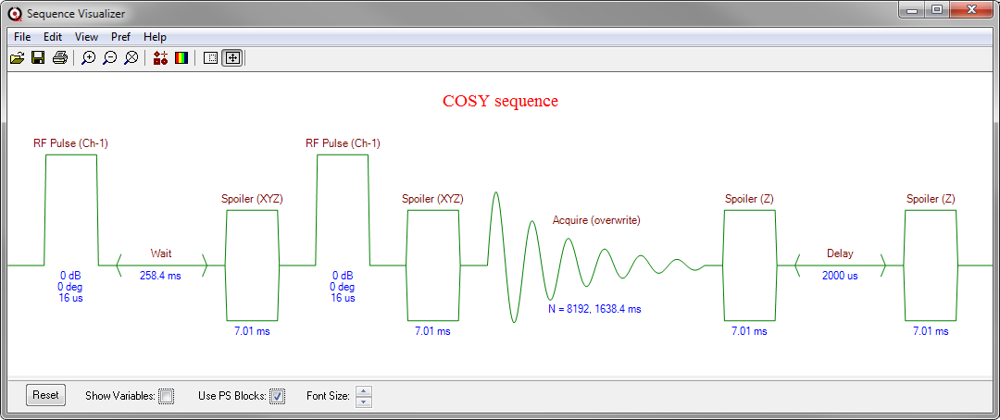 Sequence Visualizer
File Edit View Pref Help
COSY sequence
RF Pulse (Ch-1)
0 dB
0 deg
16 us
Wait
258.4 ms
Spoiler (XYZ)
7.01 ms
RF Pulse (Ch-1)
0 dB
0 deg
16 us
Spoiler (XYZ)
7.01 ms
Acquire (overwrite)
N = 8192, 1638.4 ms
Spoiler (Z)
7.01 ms
Delay
2000 us
Spoiler (Z)
7.01 ms
Reset Show Variables: Use PS Blocks: Font Size: